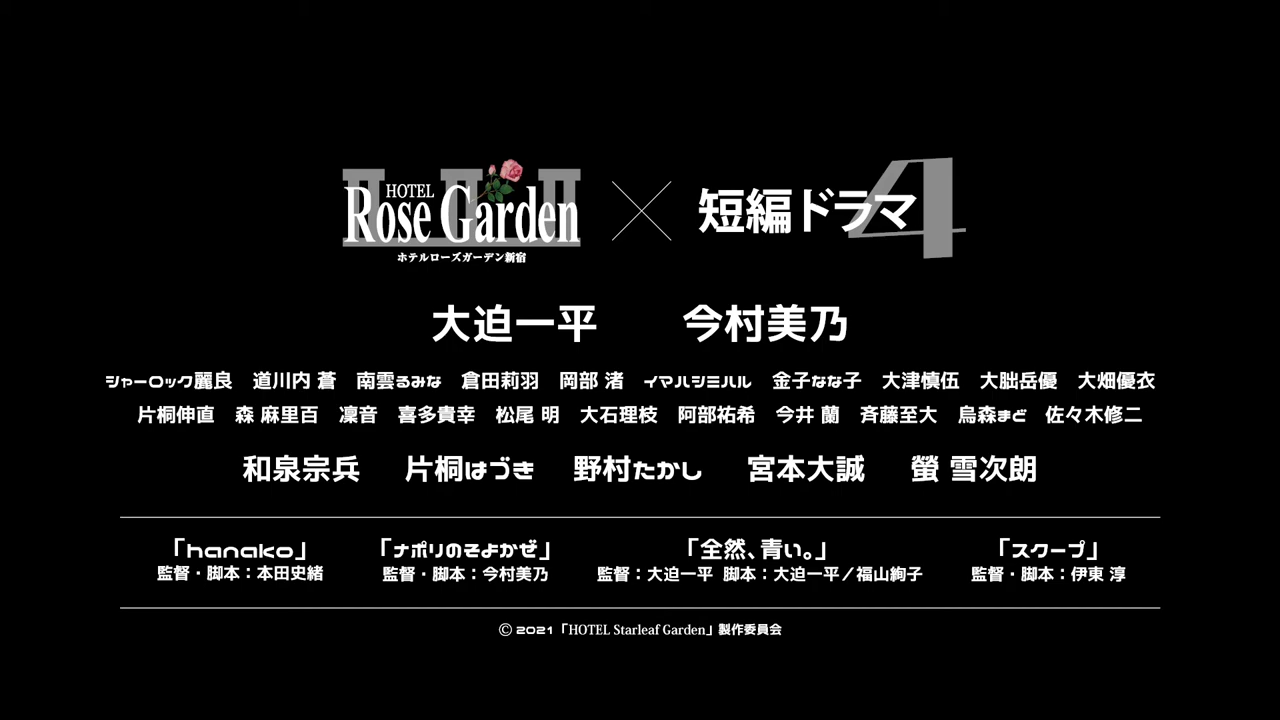 HOTEL
Rose Garden
ホテルローズガーデン新宿
× 短編ドラマ4
大迫一平 今村美乃
シャーロック麗良 道川内 蒼 南雲るみな 倉田莉羽 岡部 渚 イマハシミハル 金子なな子 大津慎伍 大朏岳優 大畑優衣
片桐伸直 森 麻里百 凜音 喜多貴幸 松尾 明 大石理枝 阿部祐希 今井 蘭 斉藤至大 烏森まど 佐々木修二
和泉宗兵 片桐はづき 野村たかし 宮本大誠 螢 雪次朗
「hanako」 「ナポリのそよかぜ」 「全然、青い。」 「スクープ」
監督・脚本：本田史緒 監督・脚本：今村美乃 監督：大迫一平 脚本：大迫一平／福山絢子 監督・脚本：伊東 淳
© 2021「HOTEL Starleaf Garden」製作委員会